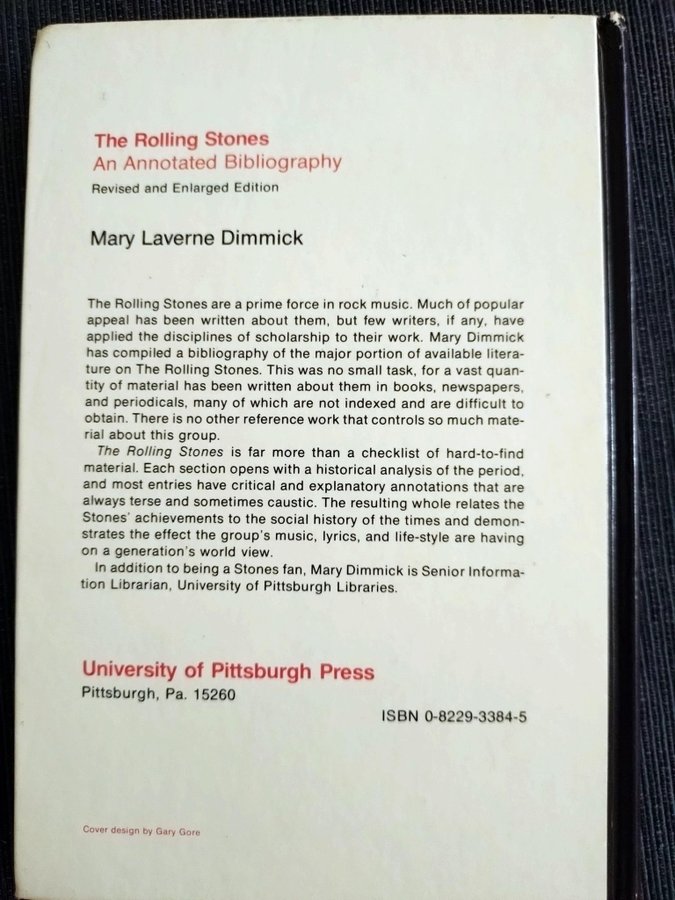 The Rolling Stones
An Annotated Bibliography
Revised and Enlarged Edition
Mary Laverne Dimmick
The Rolling Stones are a prime force in rock music. Much of popular
appeal has been written about them, but few writers, if any, have
applied the disciplines of scholarship to their work. Mary Dimmick
has compiled a bibliography of the major portion of available litera-
ture on The Rolling Stones. This was no small task, for a vast quan-
tity of material has been written about them in books, newspapers,
and periodicals, many of which are not indexed and are difficult to
obtain. There is no other reference work that controls so much mate-
rial about this group.
The Rolling Stones is far more than a checklist of hard-to-find
material. Each section opens with a historical analysis of the period,
and most entries have critical and explanatory annotations that are
always terse and sometimes caustic. The resulting whole relates the
Stones' achievements to the social history of the times and demon-
strates the effect the group's music, lyrics, and life-style are having
on a generation's world view.
In addition to being a Stones fan, Mary Dimmick is Senior Informa-
tion Librarian, University of Pittsburgh Libraries.
University of Pittsburgh Press
Pittsburgh, Pa. 15260
ISBN 0-8229-3384-5
Cover design by Gary Gore